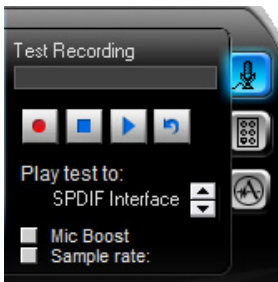 Test Recording
Play test to:
SPDIF Interface
Mic Boost
Sample rate: